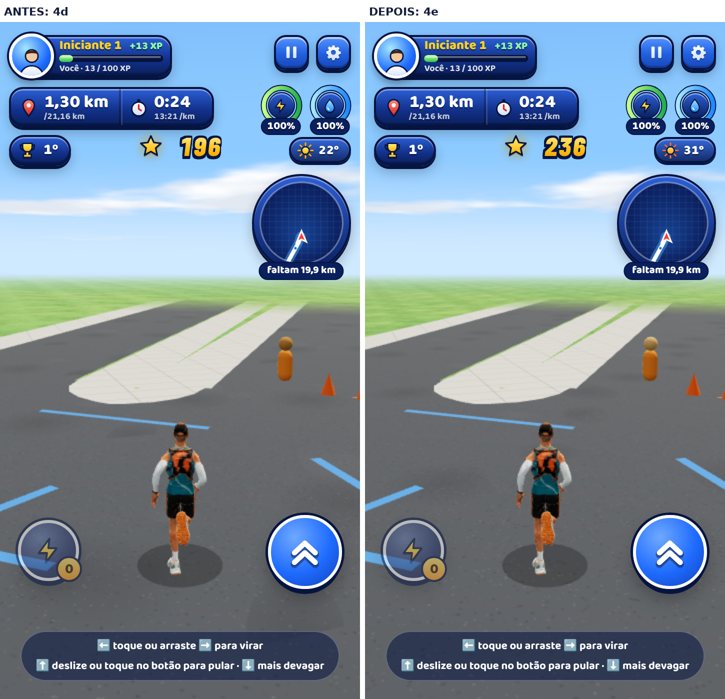 ANTES: 4d
Iniciante 1 +13 XP
Você · 13 / 100 XP
1,30 km
/21,16 km
0:24
13:21 /km
100%
100%
1°
196
22°
faltam 19,9 km
0
⬅️ toque ou arraste ➡️ para virar
⬆️ deslize ou toque no botão para pular · ⬇️ mais devagar
DEPOIS: 4e
Iniciante 1 +13 XP
Você · 13 / 100 XP
1,30 km
/21,16 km
0:24
13:21 /km
100%
100%
1°
236
31°
faltam 19,9 km
0
⬅️ toque ou arraste ➡️ para virar
⬆️ deslize ou toque no botão para pular · ⬇️ mais devagar